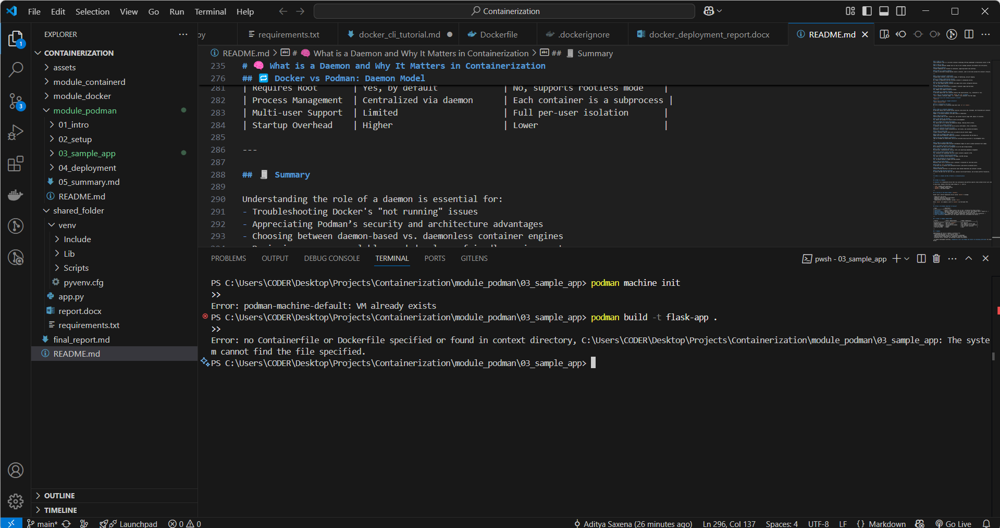 File Edit Selection View Go Run Terminal Help
Containerization
EXPLORER
py
requirements.txt
docker_cli_tutorial.md
Dockerfile
.dockerignore
docker_deployment_report.docx
README.md
1
3
CONTAINERIZATION
assets
module_containerd
module_docker
module_podman
01_intro
02_setup
03_sample_app
04_deployment
05_summary.md
README.md
shared_folder
venv
Include
Lib
Scripts
pyvenv.cfg
app.py
report.docx
requirements.txt
final_report.md
README.md
OUTLINE
TIMELINE
README.md > # 🧠 What is a Daemon and Why It Matters in Containerization > ## 🧾 Summary
235 # 🧠 What is a Daemon and Why It Matters in Containerization
276 ## 🔁 Docker vs Podman: Daemon Model
281 | Requires Root | Yes, by default | No, supports rootless mode |
282 | Process Management | Centralized via daemon | Each container is a subprocess |
283 | Multi-user Support | Limited | Full per-user isolation |
284 | Startup Overhead | Higher | Lower |
285
286 ---
287
288 ## 🧾 Summary
289
290 Understanding the role of a daemon is essential for:
291 - Troubleshooting Docker's "not running" issues
292 - Appreciating Podman’s security and architecture advantages
293 - Choosing between daemon-based vs. daemonless container engines
PROBLEMS OUTPUT DEBUG CONSOLE TERMINAL PORTS GITLENS
pwsh - 03_sample_app
PS C:\Users\CODER\Desktop\Projects\Containerization\module_podman\03_sample_app> podman machine init
>>
Error: podman-machine-default: VM already exists
PS C:\Users\CODER\Desktop\Projects\Containerization\module_podman\03_sample_app> podman build -t flask-app .
>>
Error: no Containerfile or Dockerfile specified or found in context directory, C:\Users\CODER\Desktop\Projects\Containerization\module_podman\03_sample_app: The syste
m cannot find the file specified.
PS C:\Users\CODER\Desktop\Projects\Containerization\module_podman\03_sample_app>
main* Launchpad 0 0 Aditya Saxena (26 minutes ago) Ln 296, Col 137 Spaces: 4 UTF-8 LF {} Markdown Go Live